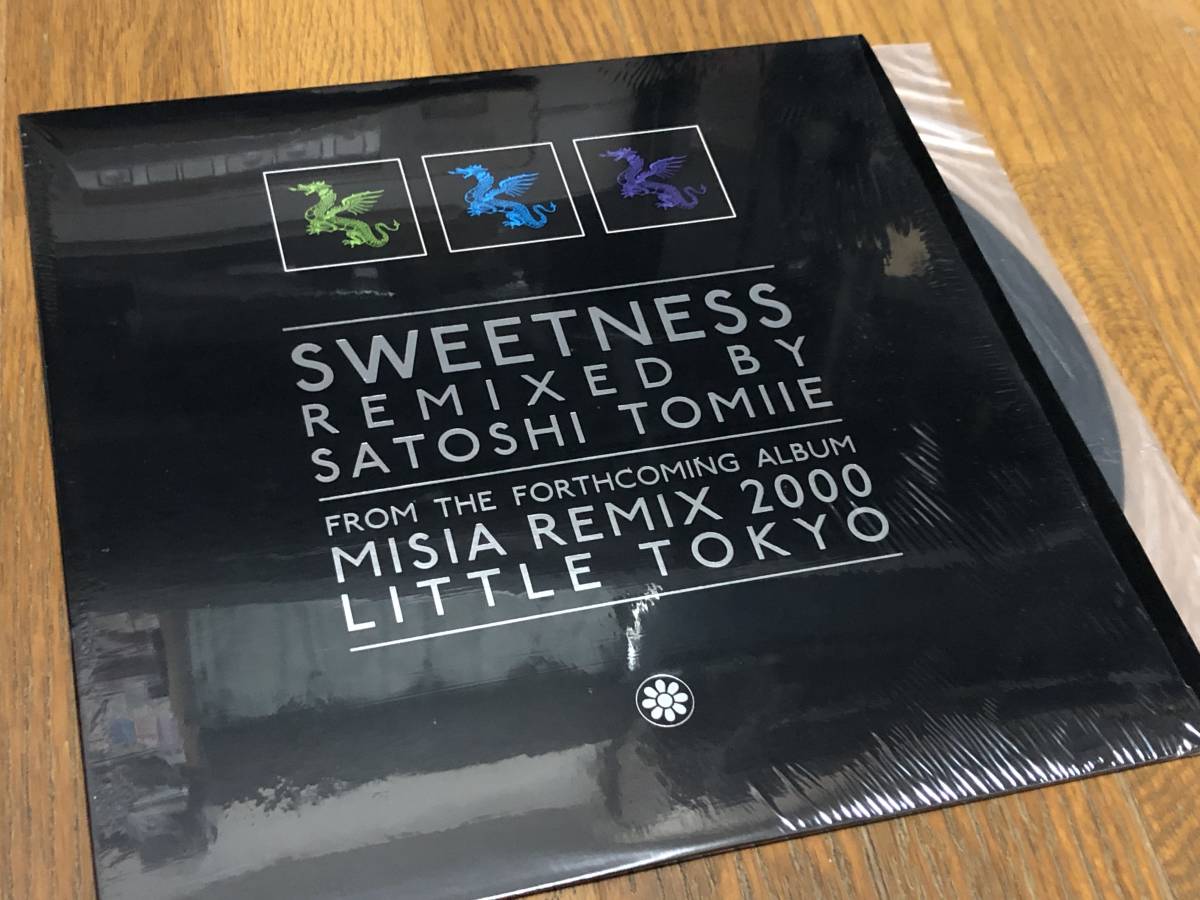 SWEETNESS
REMIXED BY
SATOSHI TOMIIE
FROM THE FORTHCOMING ALBUM
MISIA REMIX 2000
LITTLE TOKYO